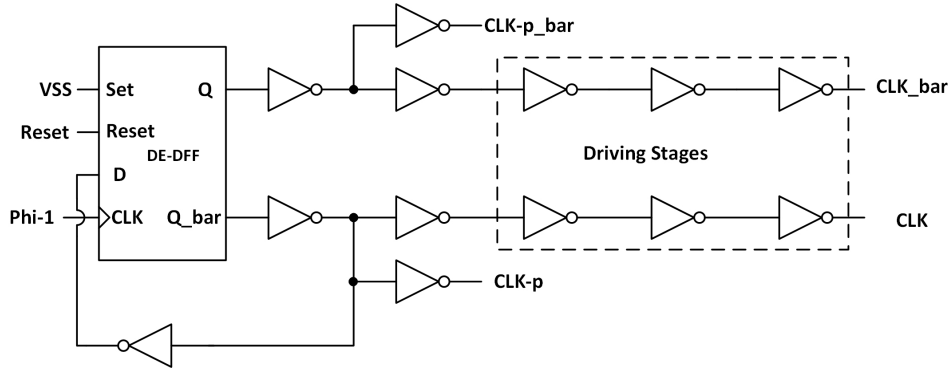 CLK-p_bar
VSS
Set
Q
CLK_bar
Reset
Reset
DE-DFF
Driving Stages
D
Phi-1
CLK
Q_bar
CLK
CLK-p